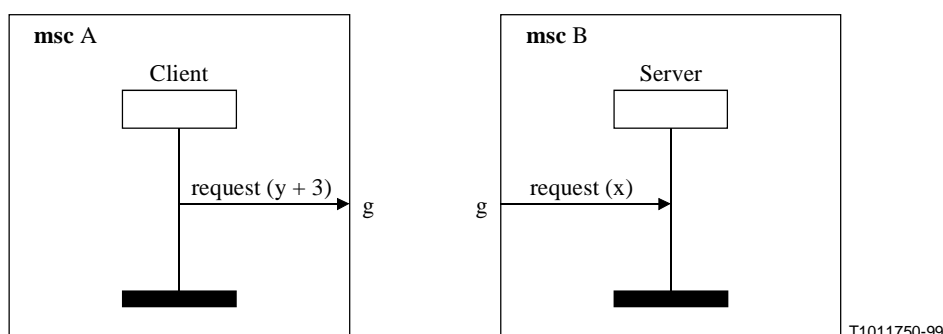 msc A
Client
request (y + 3)
g
msc B
Server
request (x)
g
T1011750-99